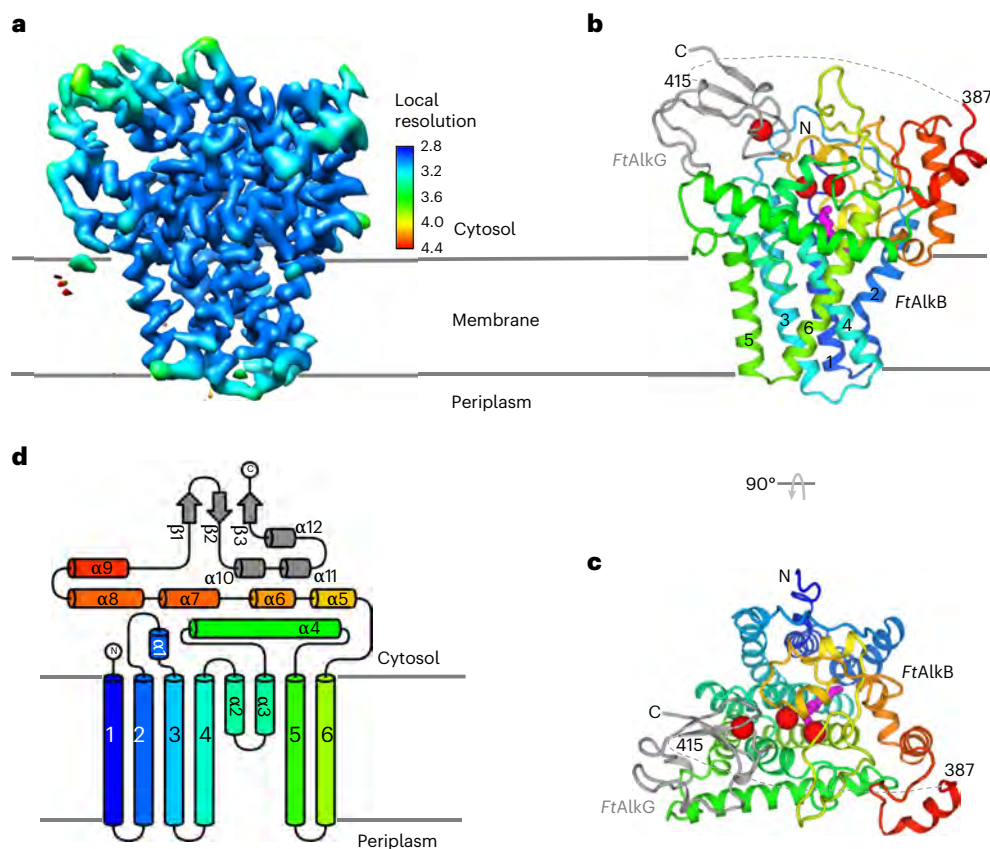 a
Local
resolution
2.8
3.2
3.6
4.0
4.4
Cytosol
Membrane
Periplasm
b
C
415
387
N
FtAlkG
FtAlkB
2
3
4
5
6
1
90°
d
C
β1
β2
β3
α12
α9
α10
α11
α8
α7
α6
α5
α4
N
α1
Cytosol
α2
α3
1
2
3
4
5
6
Periplasm
c
N
FtAlkB
C
415
387
FtAlkG